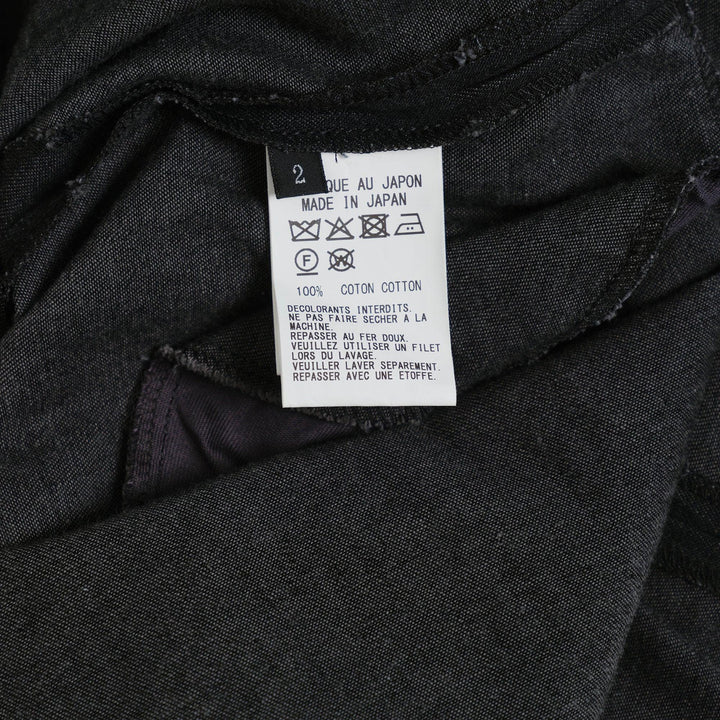 2
QUE AU JAPON
MADE IN JAPAN
F W
100% COTON COTTON
DECOLORANTS INTERDITS.
NE PAS FAIRE SECHER A LA
MACHINE.
REPASSER AU FER DOUX.
VEUILLEZ UTILISER UN FILET
LORS DU LAVAGE.
VEUILLER LAVER SEPAREMENT.
REPASSER AVEC UNE ETOFFE.